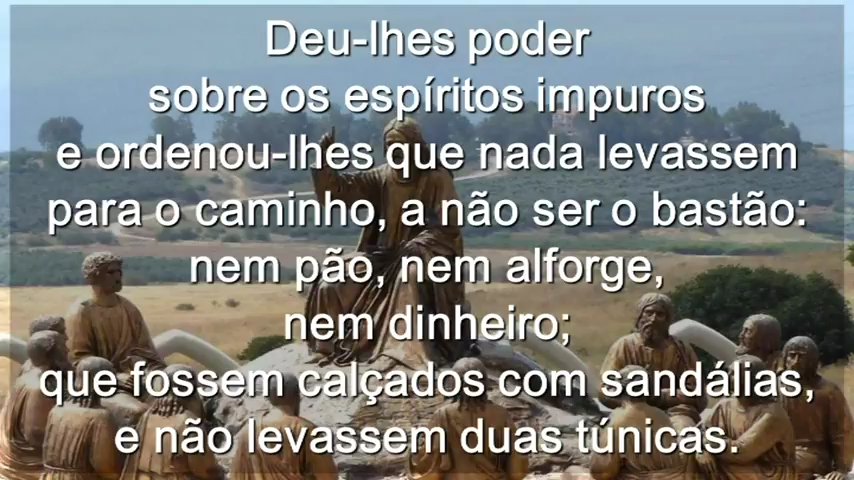 Deu-lhes poder
sobre os espíritos impuros
e ordenou-lhes que nada levassem
para o caminho, a não ser o bastão:
nem pão, nem alforge,
nem dinheiro;
que fossem calçados com sandálias,
e não levassem duas túnicas.